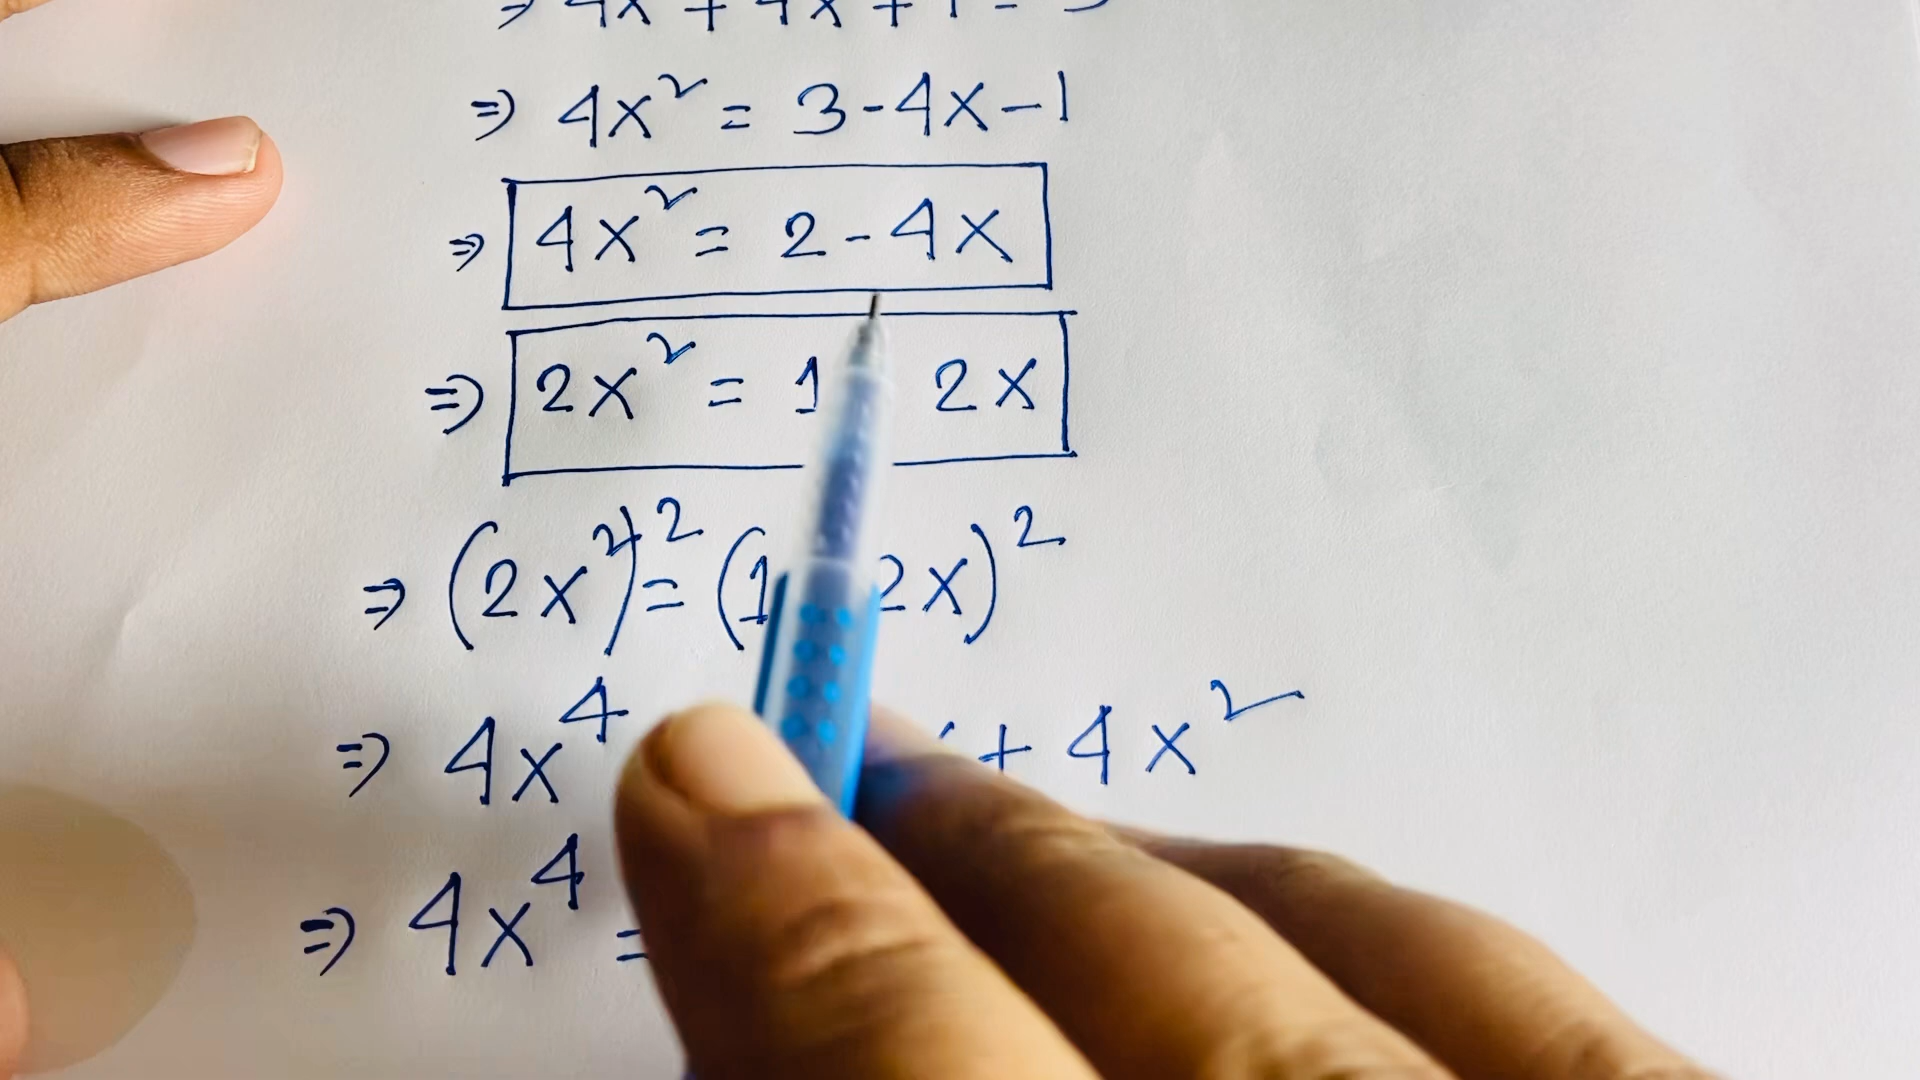 ⇒ 4x² = 3-4x-1
⇒ 4x² = 2-4x
⇒ 2x² = 1 2x
⇒ (2x²)² = (1 2x)²
⇒ 4x⁴ + 4x²
⇒ 4x⁴ =